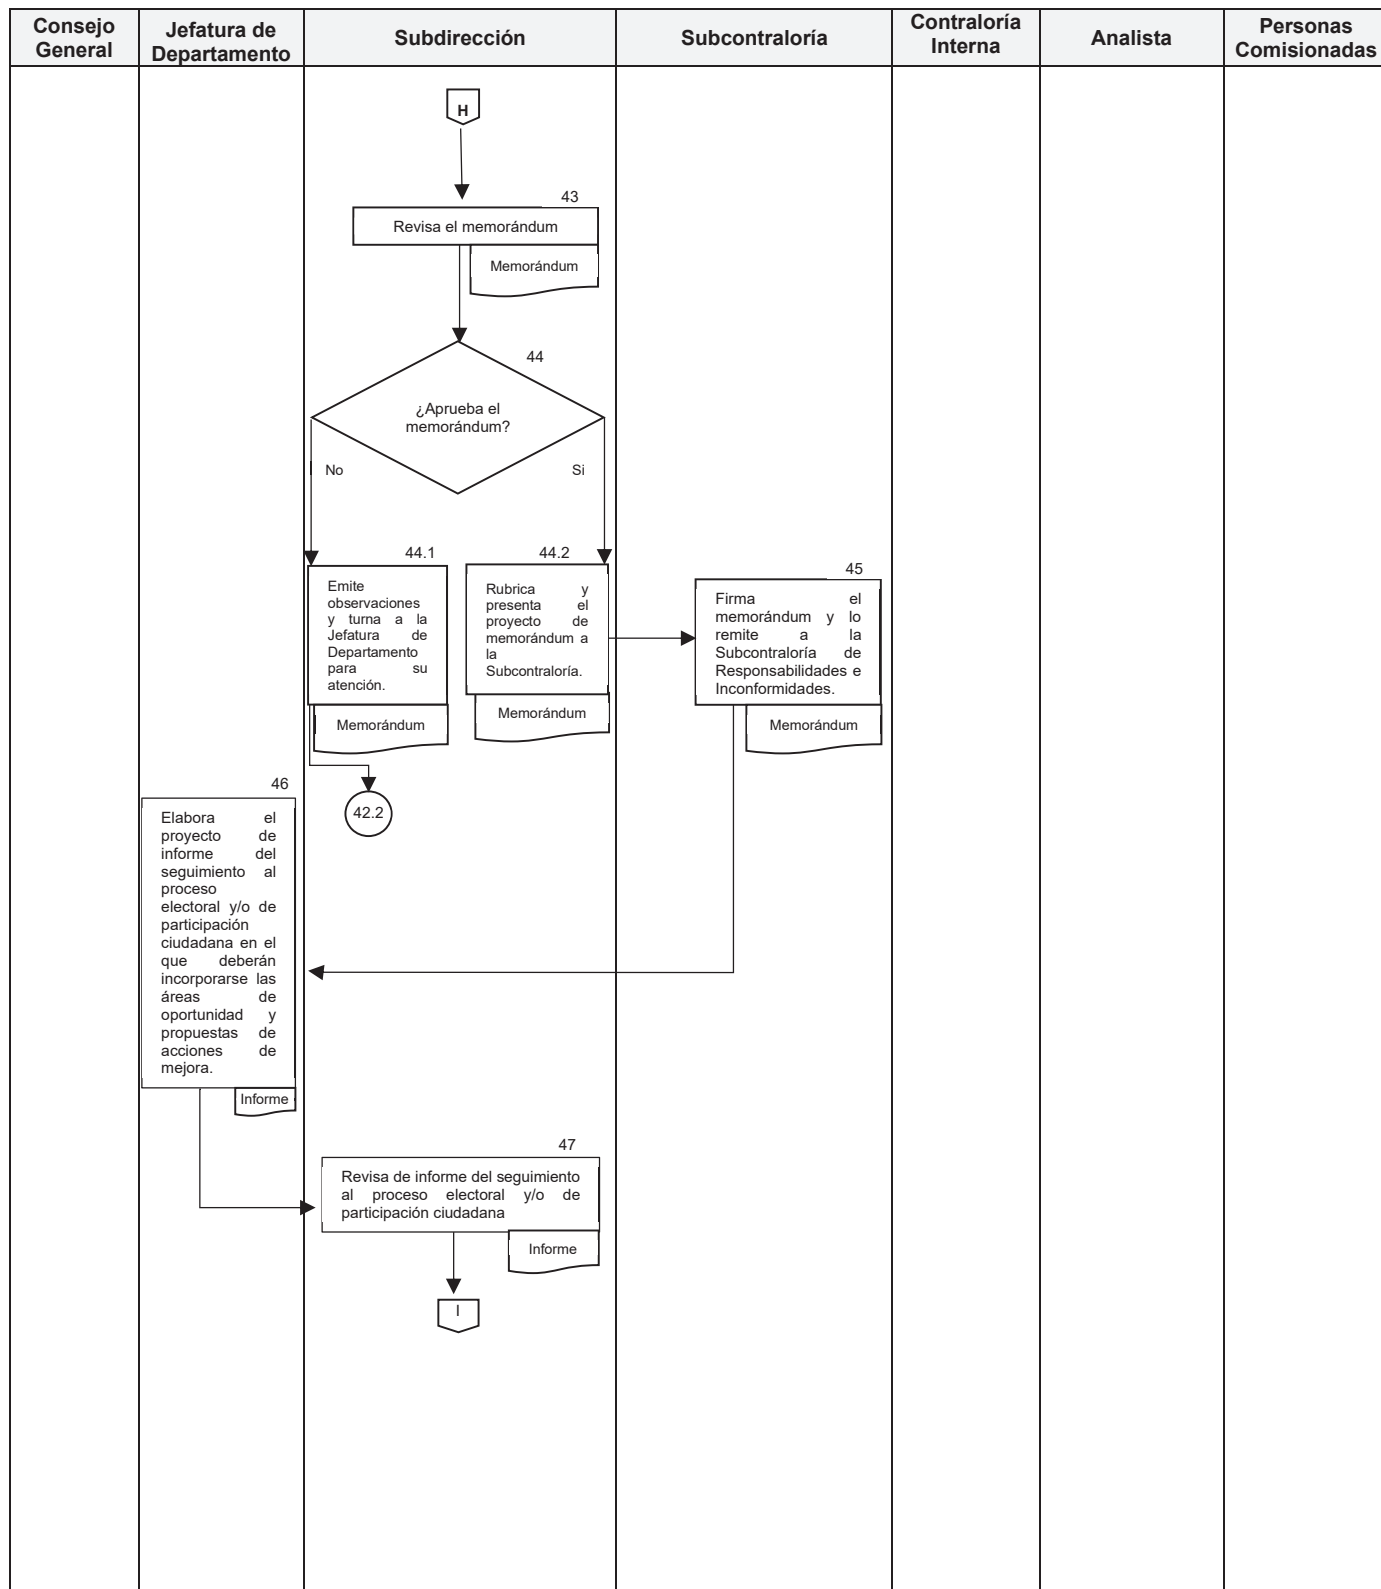 Consejo
General
Jefatura de
Departamento
Subdirección
Subcontraloría
Contraloría
Interna
Analista
Personas
Comisionadas
H
43
Revisa el memorándum
Memorándum
44
¿Aprueba el
memorándum?
No
Si
44.1
Emite
observaciones
y turna a la
Jefatura de
Departamento
para su
atención.
Memorándum
42.2
44.2
Rubrica y
presenta el
proyecto de
memorándum a
la
Subcontraloría.
Memorándum
45
Firma el
memorándum y lo
remite a la
Subcontraloría de
Responsabilidades e
Inconformidades.
Memorándum
46
Elabora el
proyecto de
informe del
seguimiento al
proceso
electoral y/o de
participación
ciudadana en el
que deberán
incorporarse las
áreas de
oportunidad y
propuestas de
acciones de
mejora.
Informe
47
Revisa de informe del seguimiento
al proceso electoral y/o de
participación ciudadana
Informe
I